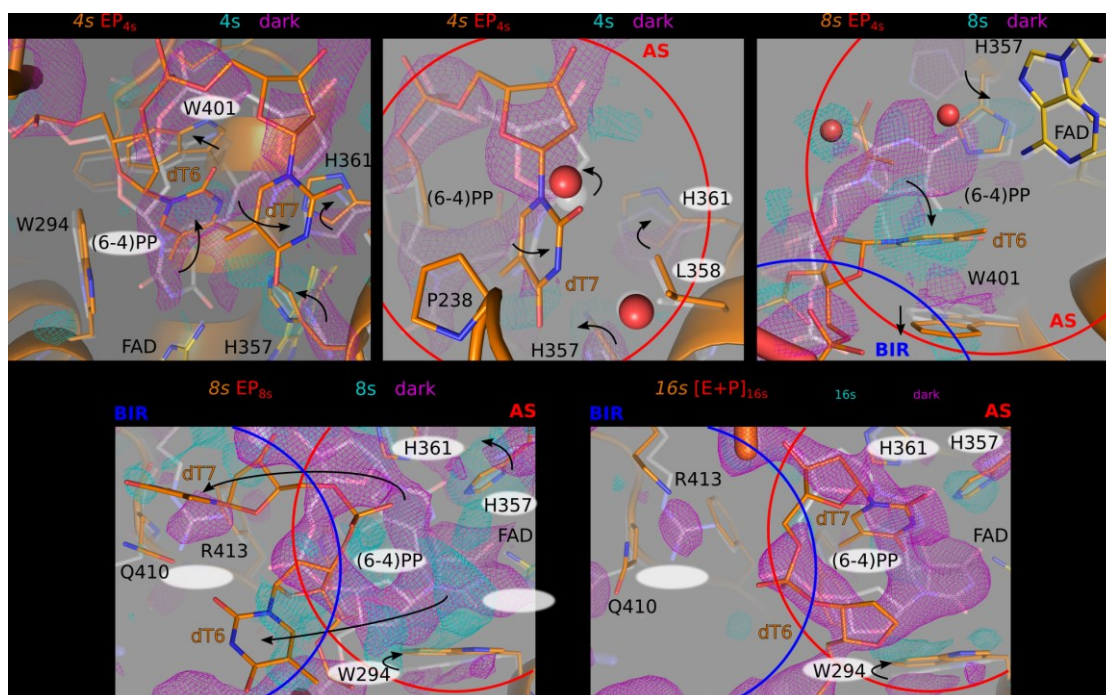 4s EP4s 4s dark
W401
dT6
H361
dT7
W294
(6-4)PP
FAD
H357
4s EP4s 4s dark
AS
(6-4)PP
H361
L358
P238
dT7
H357
8s EP4s 8s dark
H357
FAD
(6-4)PP
dT6
W401
AS
BIR
8s EP8s 8s dark
BIR
AS
H361
dT7
H357
R413
FAD
(6-4)PP
Q410
dT6
W294
16s [E+P]16s 16s dark
BIR
AS
H361
H357
R413
dT7
FAD
(6-4)PP
Q410
dT6
W294